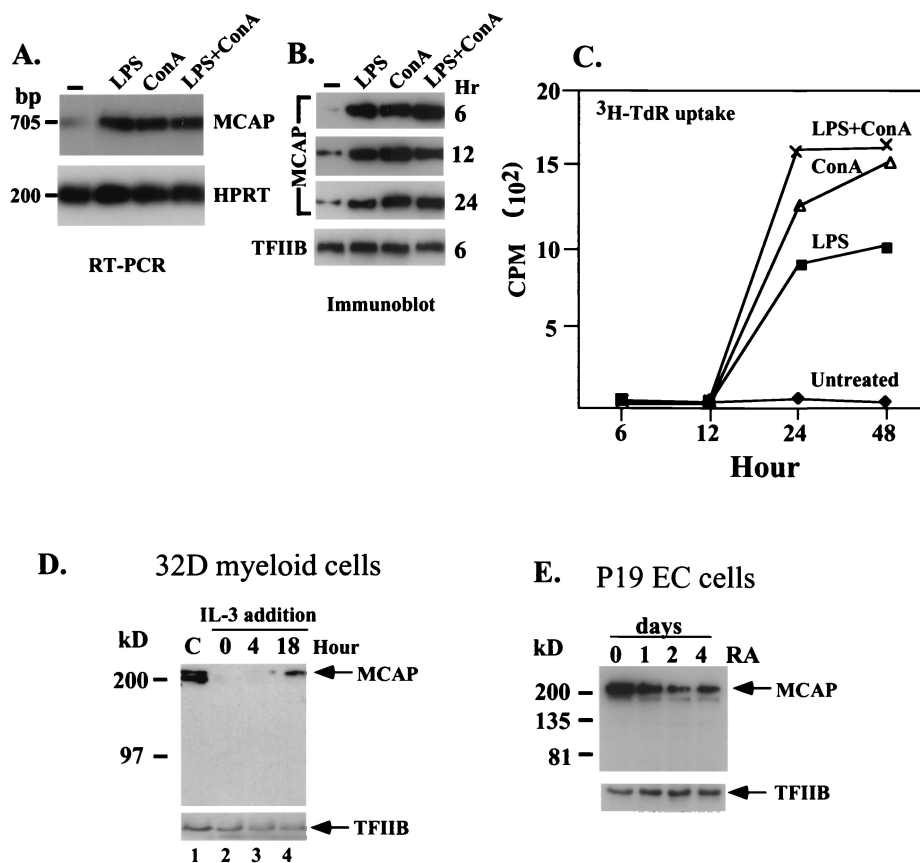 A.
– LPS ConA LPS+ConA
bp
705 MCAP
200 HPRT
RT-PCR
B.
– LPS ConA LPS+ConA
Hr
MCAP
6
12
24
TFIIB 6
Immunoblot
C.
³H-TdR uptake
CPM (10²)
20
15
10
5
LPS+ConA
ConA
LPS
Untreated
6 12 24 48
Hour
D. 32D myeloid cells
IL-3 addition
kD C 0 4 18 Hour
200 MCAP
97
TFIIB
1 2 3 4
E. P19 EC cells
days
kD 0 1 2 4 RA
200 MCAP
135
81
TFIIB